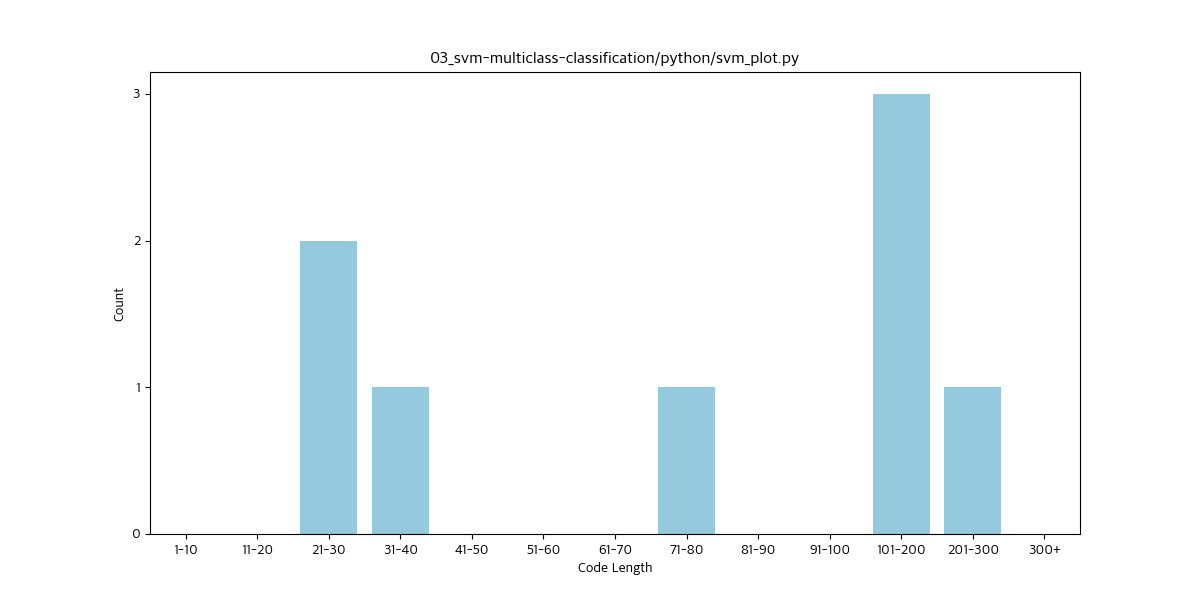 03_svm-multiclass-classification/python/svm_plot.py
3
2
1
0
Count
1-10 11-20 21-30 31-40 41-50 51-60 61-70 71-80 81-90 91-100 101-200 201-300 300+
Code Length